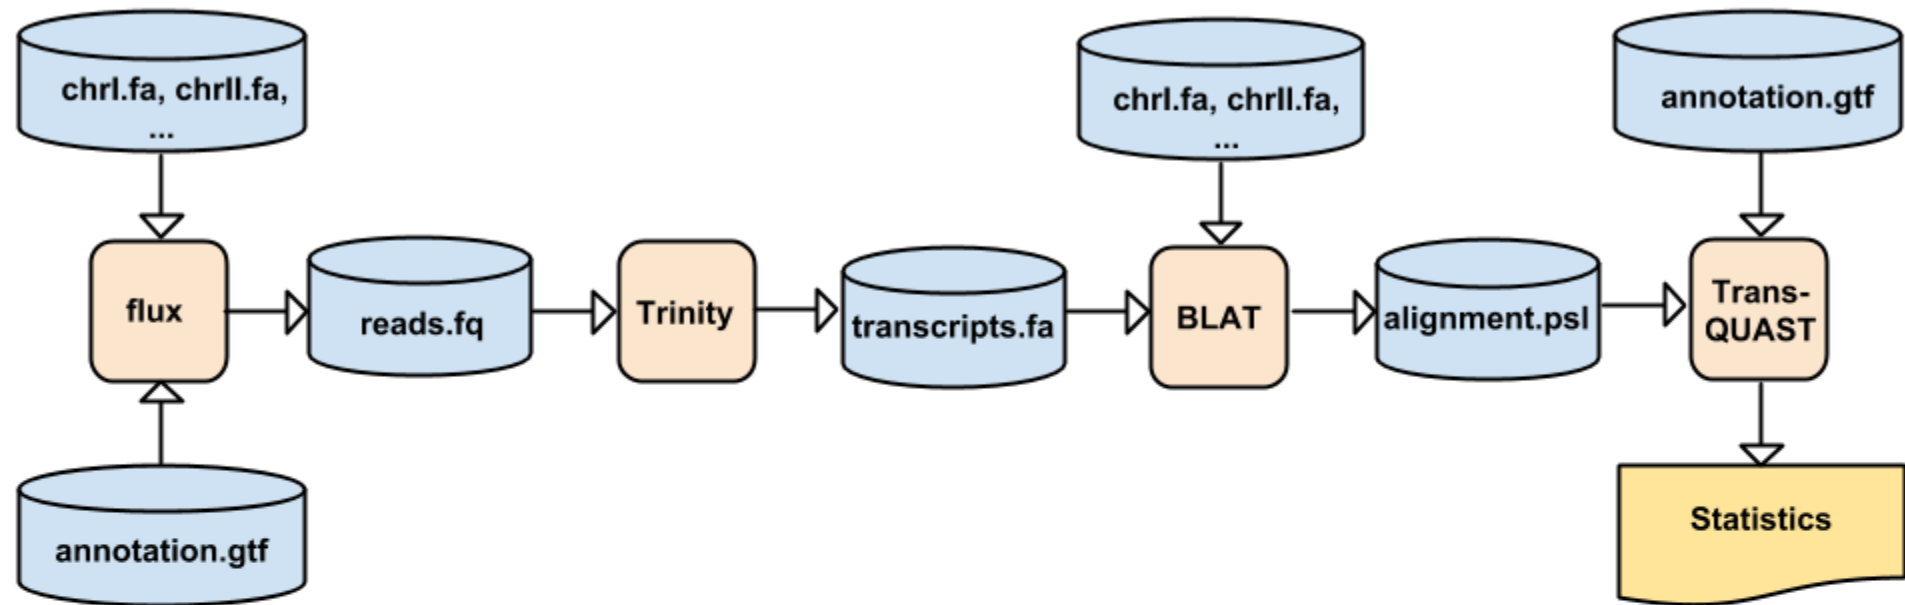 chrI.fa, chrII.fa,
...
chrI.fa, chrII.fa,
...
annotation.gtf
flux
reads.fq
Trinity
transcripts.fa
BLAT
alignment.psl
Trans-
QUAST
annotation.gtf
Statistics